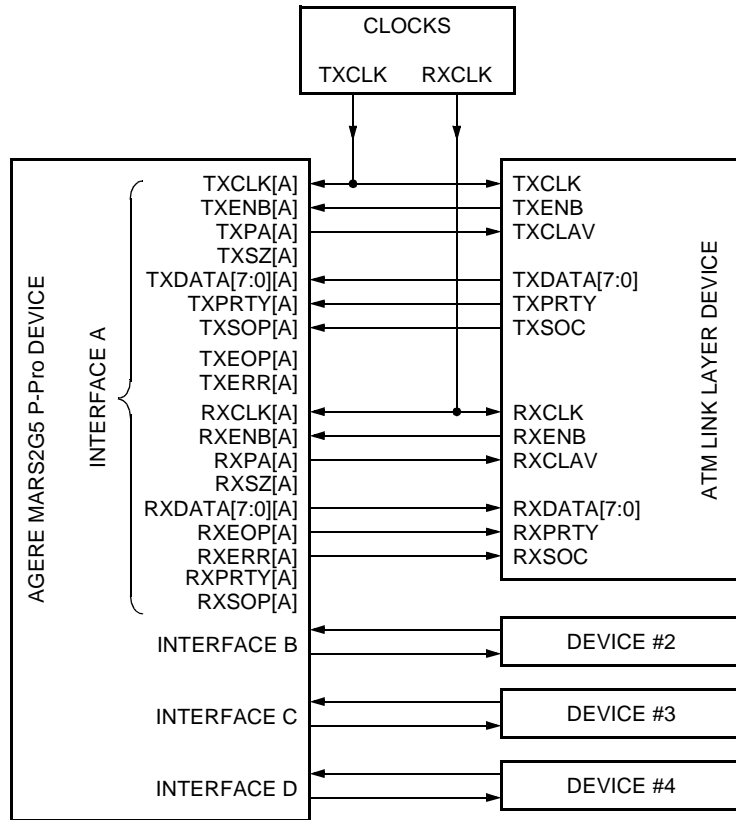 CLOCKS
TXCLK RXCLK
AGERE MARS2G5 P-Pro DEVICE
INTERFACE A
TXCLK[A]
TXENB[A]
TXPA[A]
TXSZ[A]
TXDATA[7:0][A]
TXPRTY[A]
TXSOP[A]
TXEOP[A]
TXERR[A]
RXCLK[A]
RXENB[A]
RXPA[A]
RXSZ[A]
RXDATA[7:0][A]
RXEOP[A]
RXERR[A]
RXPRTY[A]
RXSOP[A]
INTERFACE B
INTERFACE C
INTERFACE D
TXCLK
TXENB
TXCLAV
TXDATA[7:0]
TXPRTY
TXSOC
RXCLK
RXENB
RXCLAV
RXDATA[7:0]
RXPRTY
RXSOC
ATM LINK LAYER DEVICE
DEVICE #2
DEVICE #3
DEVICE #4